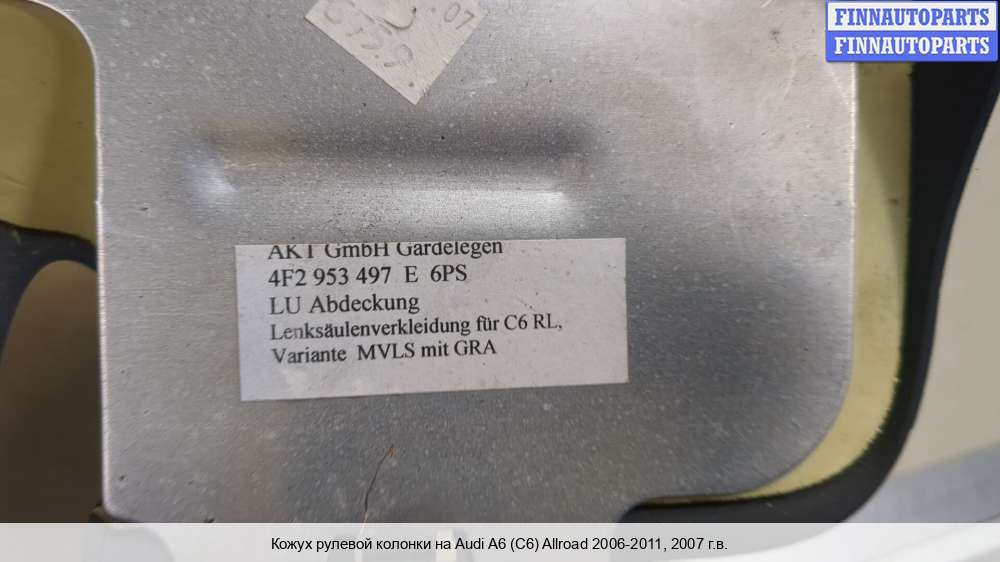 .07
FINNAUTOPARTS
FINNAUTOPARTS
AKT GmbH Gardelegen
4F2 953 497 E 6PS
LU Abdeckung
Lenksäulenverkleidung für C6 RL,
Variante MVLS mit GRA
Кожух рулевой колонки на Audi A6 (C6) Allroad 2006-2011, 2007 г.в.